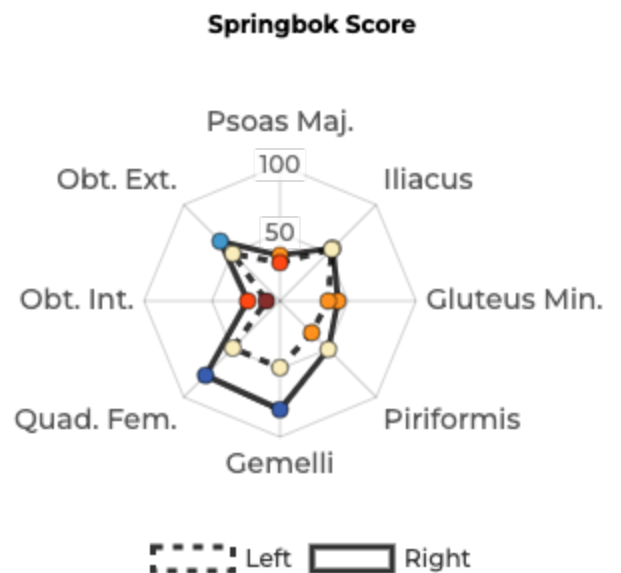 Springbok Score
Psoas Maj.
100
Obt. Ext.
Iliacus
50
Obt. Int.
Gluteus Min.
Quad. Fem.
Piriformis
Gemelli
Left Right